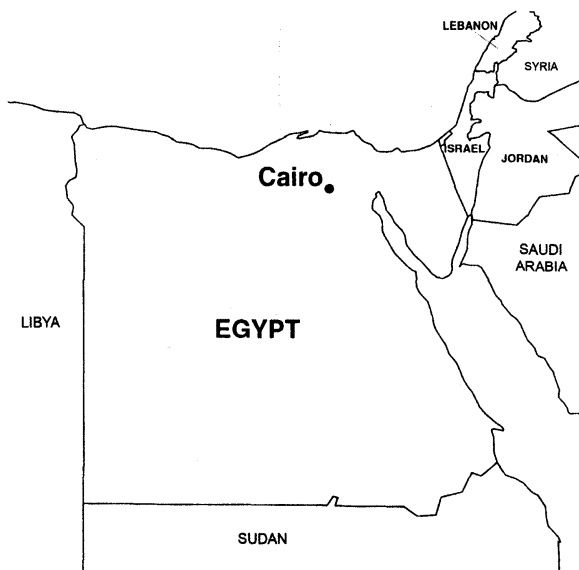 LEBANON
SYRIA
ISRAEL
JORDAN
Cairo
SAUDI
ARABIA
LIBYA
EGYPT
SUDAN